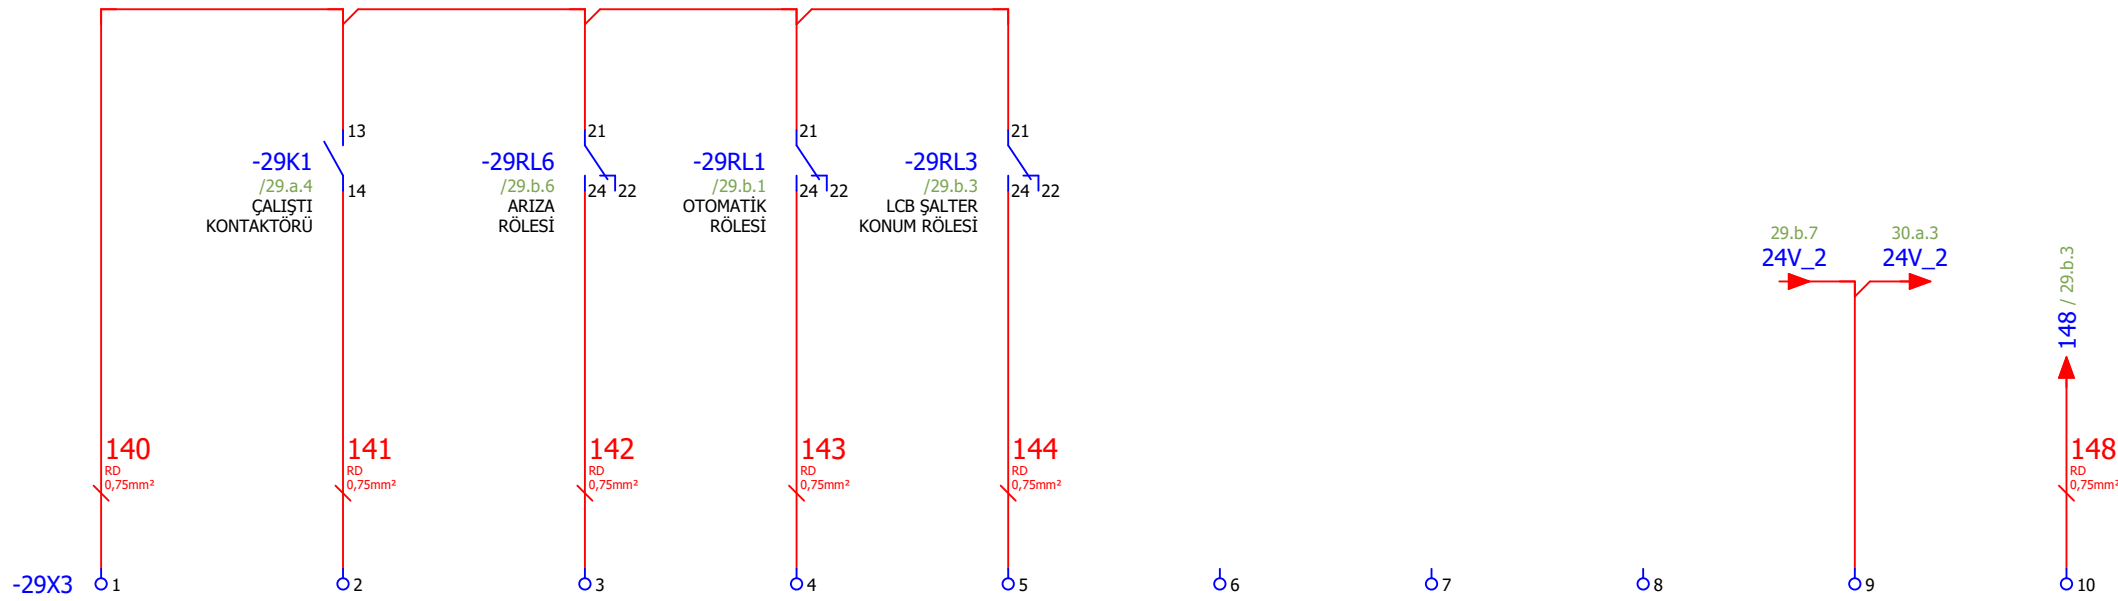 13
21
21
21
-29K1
/29.a.4
ÇALIŞTI
KONTAKTÖRÜ
14
-29RL6
/29.b.6
ARIZA
RÖLESİ
24
22
-29RL1
/29.b.1
OTOMATİK
RÖLESİ
24
22
-29RL3
/29.b.3
LCB ŞALTER
KONUM RÖLESİ
24
22
29.b.7
24V_2
30.a.3
24V_2
148 / 29.b.3
140
RD
0,75mm²
141
RD
0,75mm²
142
RD
0,75mm²
143
RD
0,75mm²
144
RD
0,75mm²
148
RD
0,75mm²
-29X3
1
2
3
4
5
6
7
8
9
10